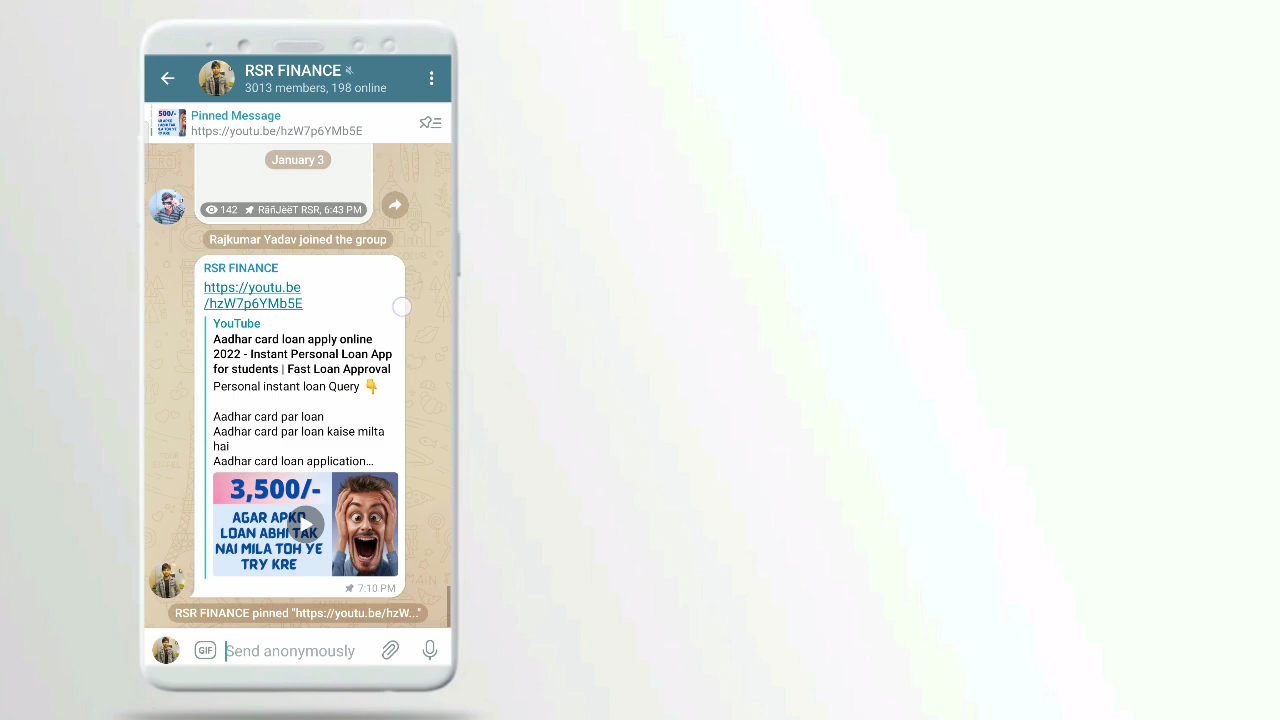 RSR FINANCE
3013 members, 198 online
Pinned Message
https://youtu.be/hzW7p6YMb5E
January 3
142 RãñJèëT RSR, 6:43 PM
Rajkumar Yadav joined the group
RSR FINANCE
https://youtu.be
/hzW7p6YMb5E
YouTube
Aadhar card loan apply online
2022 - Instant Personal Loan App
for students | Fast Loan Approval
Personal instant loan Query 👇
Aadhar card par loan
Aadhar card par loan kaise milta
hai
Aadhar card loan application...
3,500/-
AGAR APKO
LOAN ABHI TAK
NAI MILA TOH YE
TRY KRE
7:10 PM
RSR FINANCE pinned "https://youtu.be/hzW..."
GIF Send anonymously